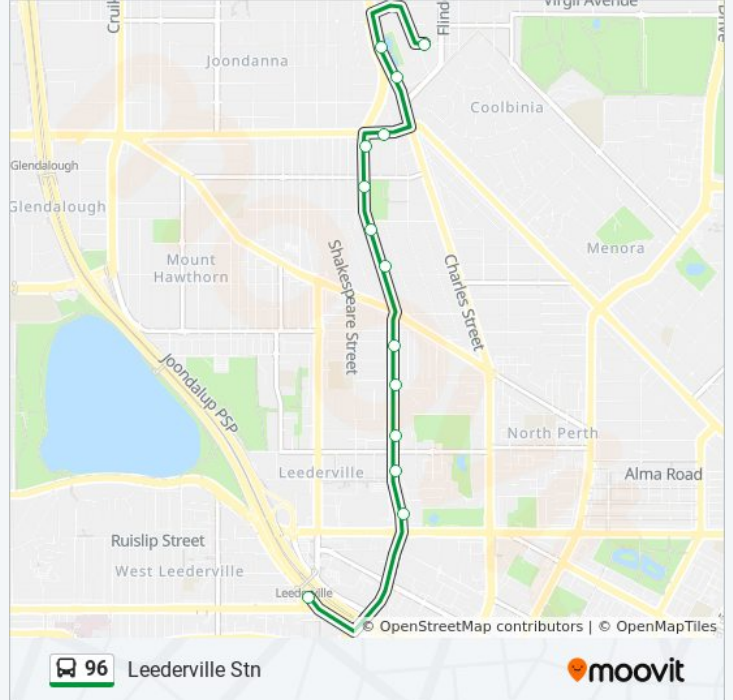 Virgil Avenue
Joondanna
Coolbinia
Glendalough
Glendalough
Menora
Mount
Hawthorn
Shakespeare Street
Charles Street
Joondalup PSP
North Perth
Leederville
Alma Road
Ruislip Street
West Leederville
© OpenStreetMap contributors | © OpenMapTiles
96 Leederville Stn
moovit